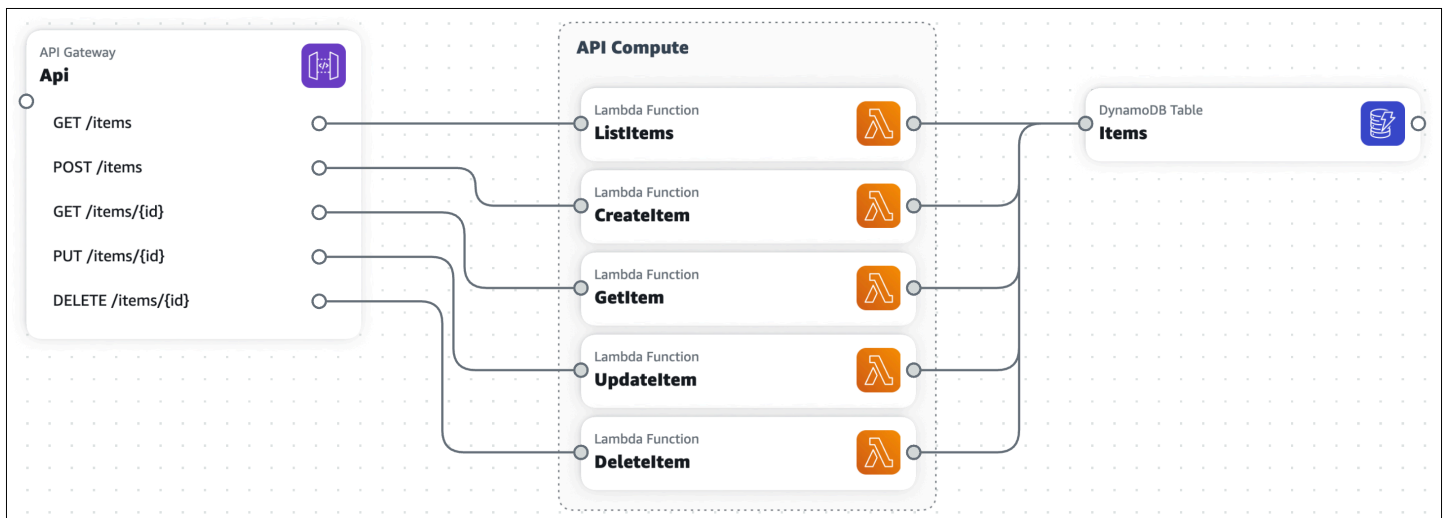 API Gateway
Api
GET /items
POST /items
GET /items/{id}
PUT /items/{id}
DELETE /items/{id}
API Compute
Lambda Function
ListItems
Lambda Function
CreateItem
Lambda Function
GetItem
Lambda Function
UpdateItem
Lambda Function
DeleteItem
DynamoDB Table
Items